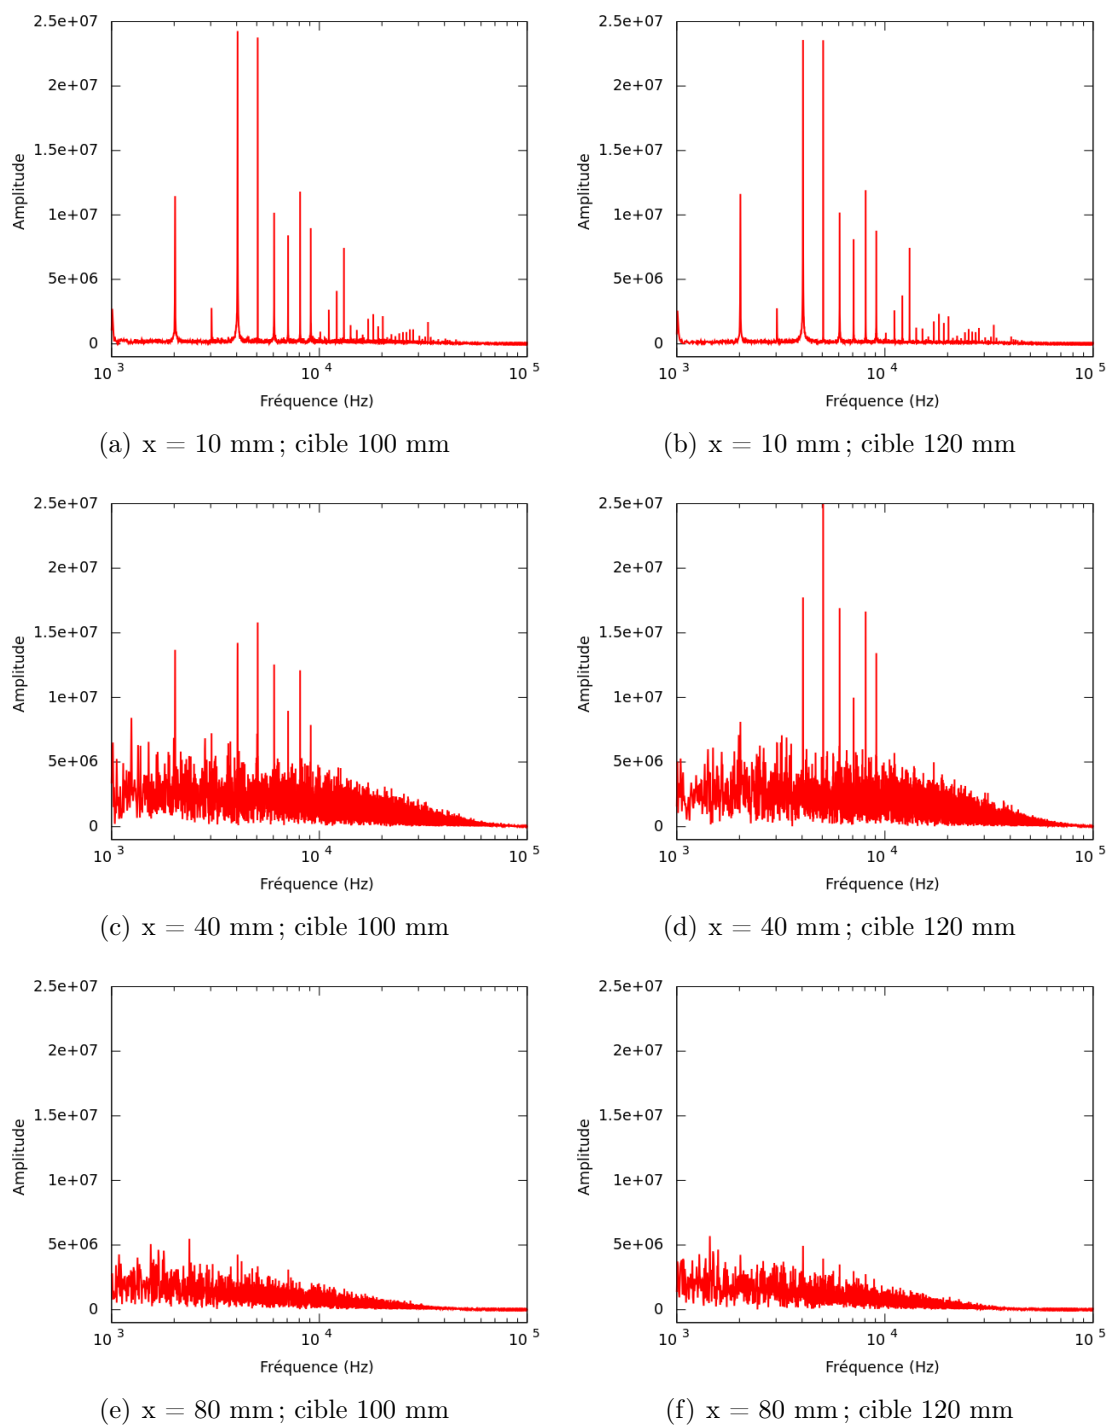 2.5e+07
2e+07
1.5e+07
1e+07
5e+06
0
Amplitude
10 3
10 4
10 5
Fréquence (Hz)
(a) x = 10 mm ; cible 100 mm
2.5e+07
2e+07
1.5e+07
1e+07
5e+06
0
Amplitude
10 3
10 4
10 5
Fréquence (Hz)
(b) x = 10 mm ; cible 120 mm
2.5e+07
2e+07
1.5e+07
1e+07
5e+06
0
Amplitude
10 3
10 4
10 5
Fréquence (Hz)
(c) x = 40 mm ; cible 100 mm
2.5e+07
2e+07
1.5e+07
1e+07
5e+06
0
Amplitude
10 3
10 4
10 5
Fréquence (Hz)
(d) x = 40 mm ; cible 120 mm
2.5e+07
2e+07
1.5e+07
1e+07
5e+06
0
Amplitude
10 3
10 4
10 5
Fréquence (Hz)
(e) x = 80 mm ; cible 100 mm
2.5e+07
2e+07
1.5e+07
1e+07
5e+06
0
Amplitude
10 3
10 4
10 5
Fréquence (Hz)
(f) x = 80 mm ; cible 120 mm